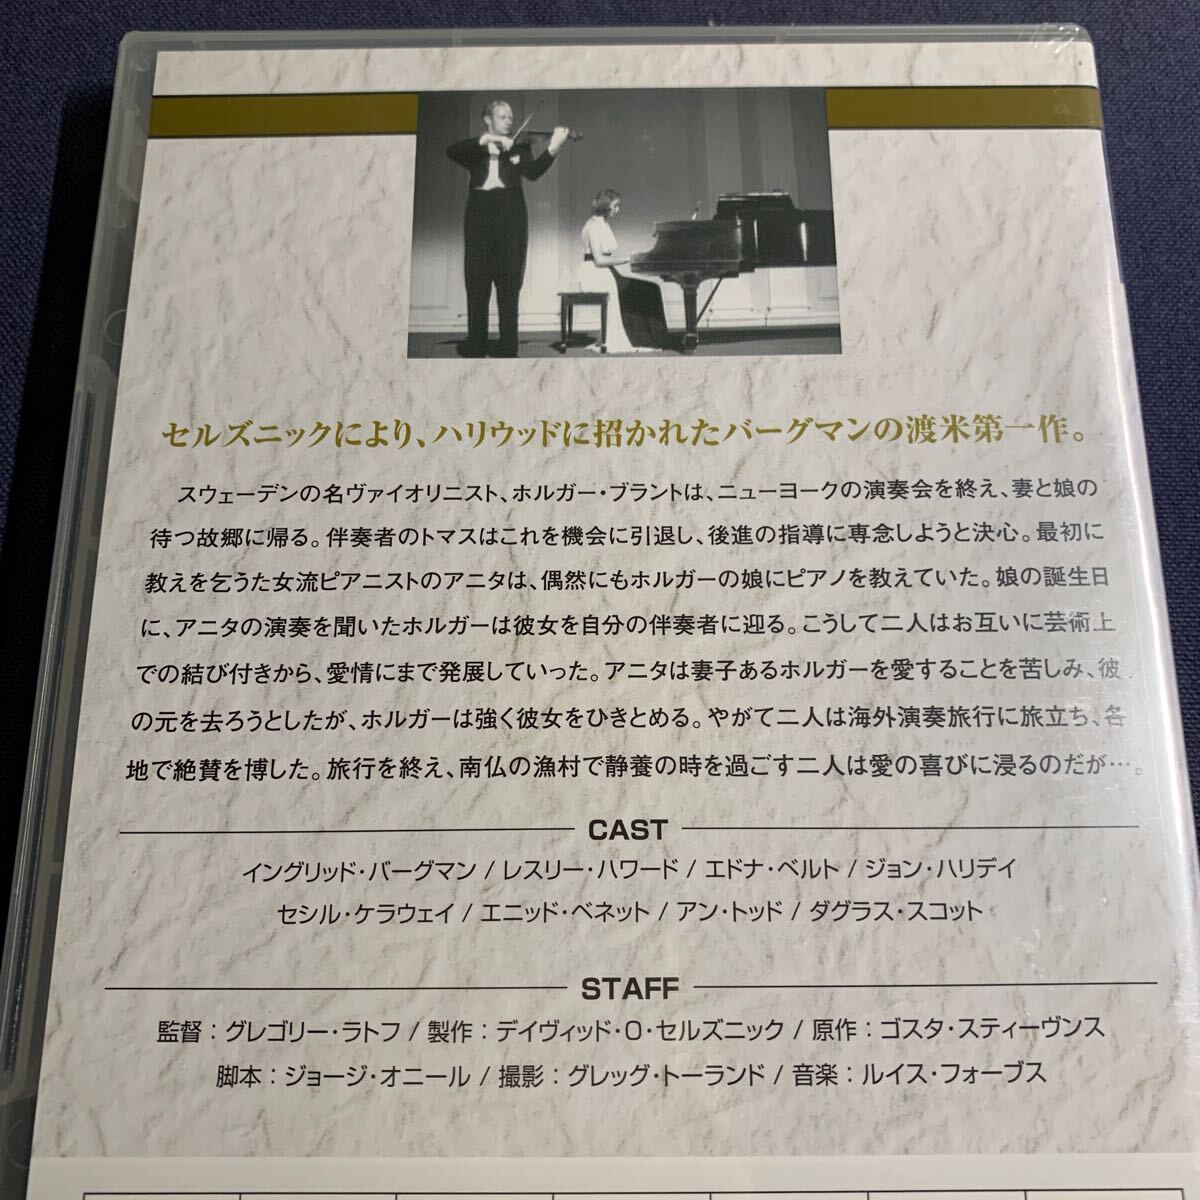 セルズニックにより、ハリウッドに招かれたバーグマンの渡米第一作。
スウェーデンの名ヴァイオリニスト、ホルガー・ブラントは、ニューヨークの演奏会を終え、妻と娘の
待つ故郷に帰る。伴奏者のトマスはこれを機会に引退し、後進の指導に専念しようと決心。最初に
教えを乞うた女流ピアニストのアニタは、偶然にもホルガーの娘にピアノを教えていた。娘の誕生日
に、アニタの演奏を聞いたホルガーは彼女を自分の伴奏者に迎る。こうして二人はお互いに芸術上
での結び付きから、愛情にまで発展していった。アニタは妻子あるホルガーを愛することを苦しみ、彼
の元を去ろうとしたが、ホルガーは強く彼女をひきとめる。やがて二人は海外演奏旅行に旅立ち、各
地で絶賛を博した。旅行を終え、南仏の漁村で静養の時を過ごす二人は愛の喜びに浸るのだが…。
CAST
イングリッド・バーグマン / レスリー・ハワード / エドナ・ベルト / ジョン・ハリデイ
セシル・ケラウェイ / エニッド・ベネット / アン・トッド / ダグラス・スコット
STAFF
監督：グレゴリー・ラトフ / 製作：デイヴィッド・O・セルズニック / 原作：ゴスタ・スティーヴンス
脚本：ジョージ・オニール / 撮影：グレッグ・トーランド / 音楽：ルイス・フォーブス